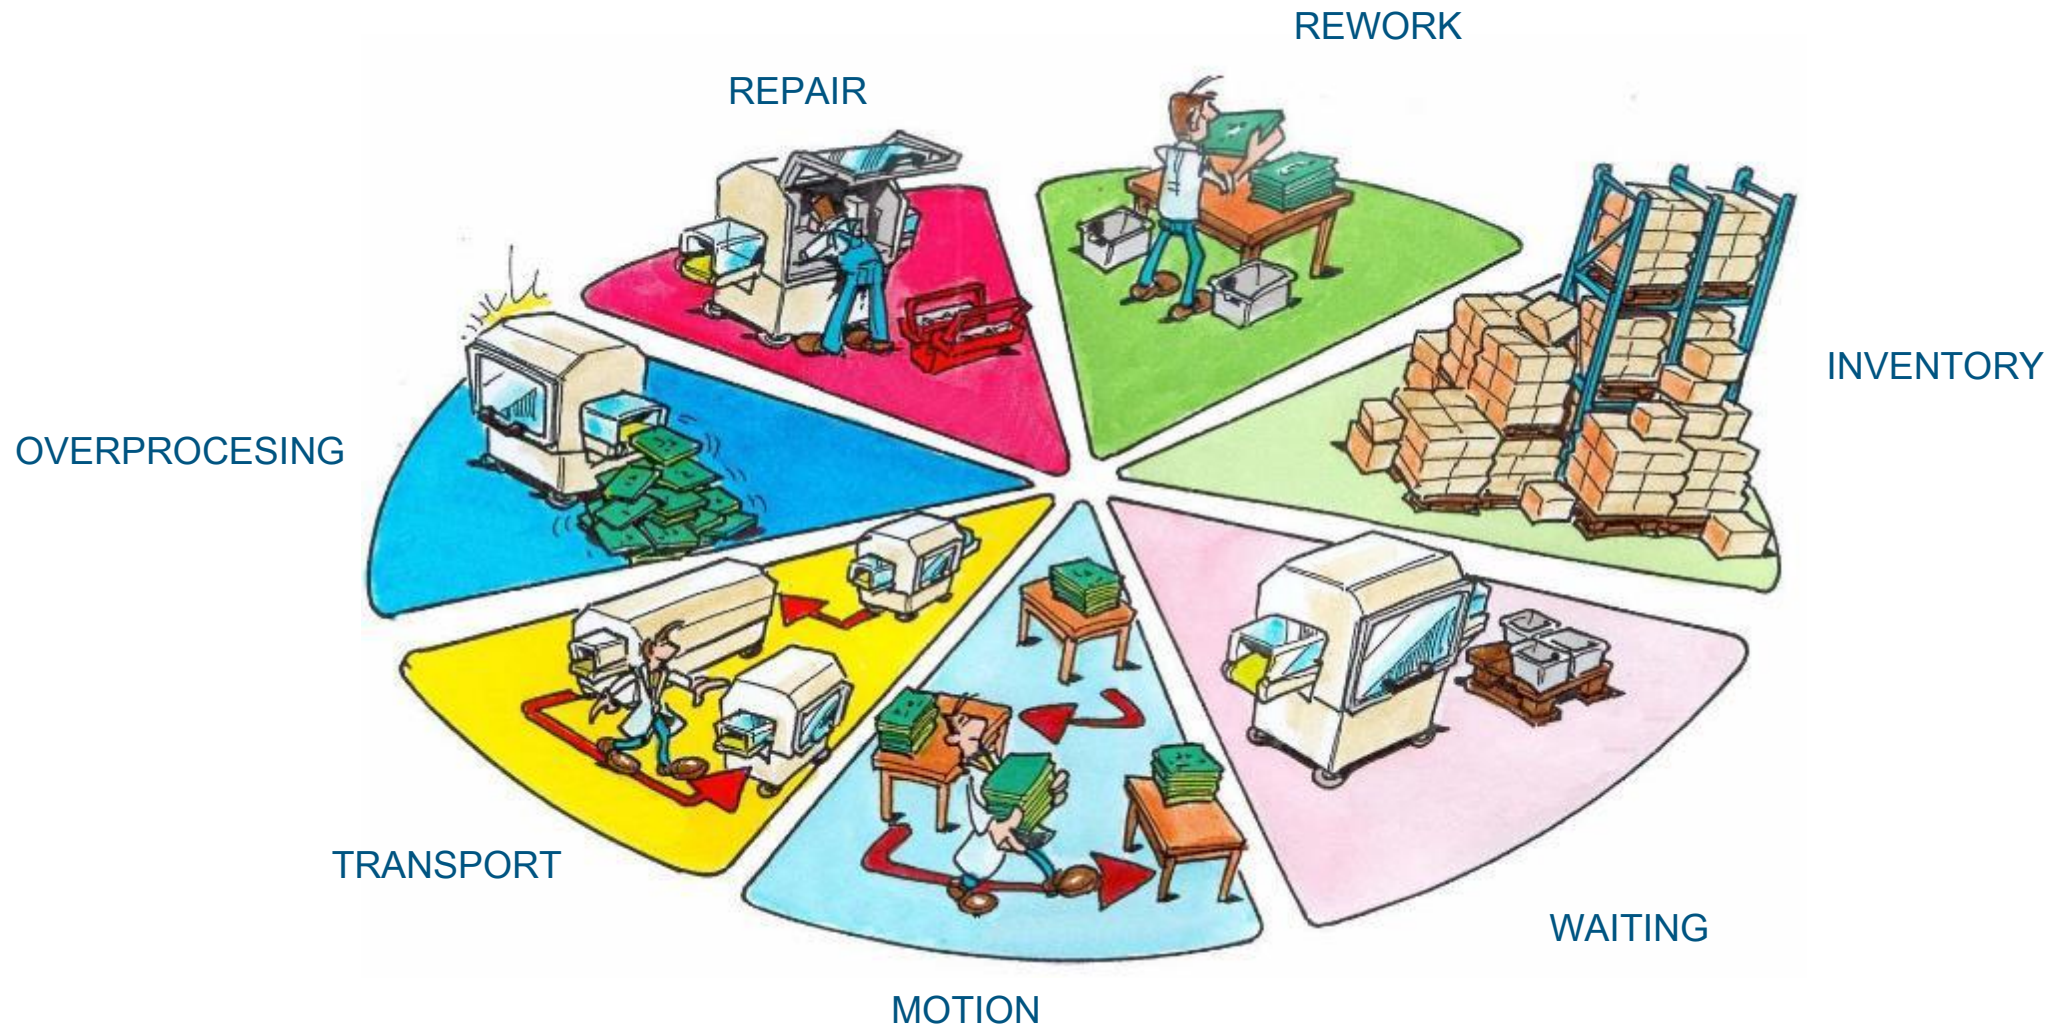 REWORK
REPAIR
INVENTORY
OVERPROCESING
TRANSPORT
WAITING
MOTION